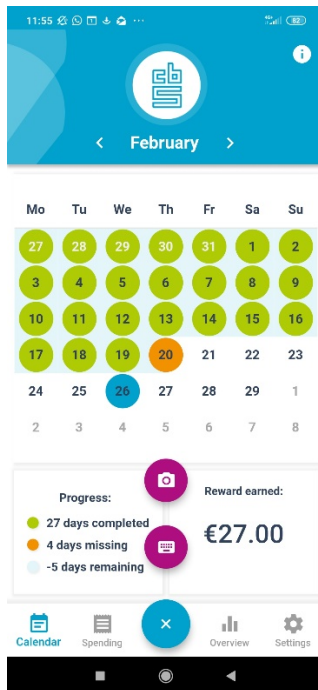 11:55 ... 4G 82
cbs
i
< February >
Mo Tu We Th Fr Sa Su
27 28 29 30 31 1 2
3 4 5 6 7 8 9
10 11 12 13 14 15 16
17 18 19 20 21 22 23
24 25 26 27 28 29 1
2 3 4 5 6 7 8
Progress:
27 days completed
4 days missing
-5 days remaining
Reward earned:
€27.00
Calendar Spending × Overview Settings